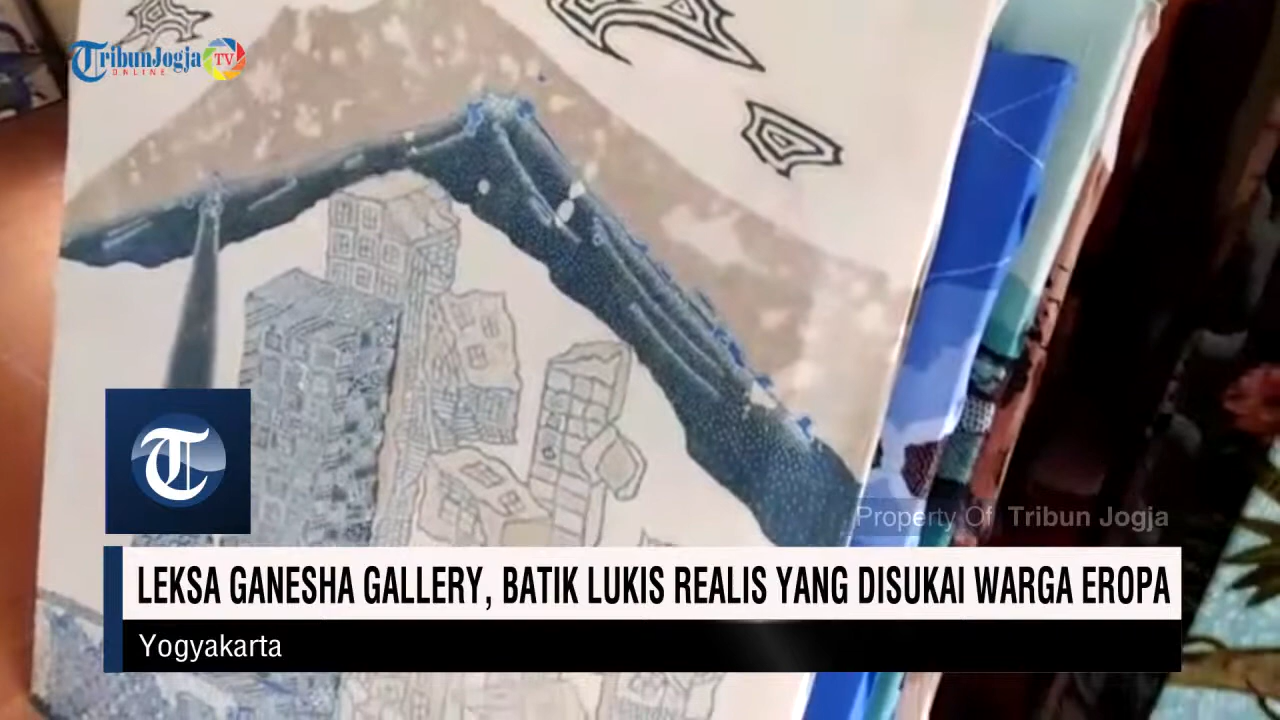 TribunJogja TV
ONLINE
T
Property Of Tribun Jogja
LEKSA GANESHA GALLERY, BATIK LUKIS REALIS YANG DISUKAI WARGA EROPA
Yogyakarta